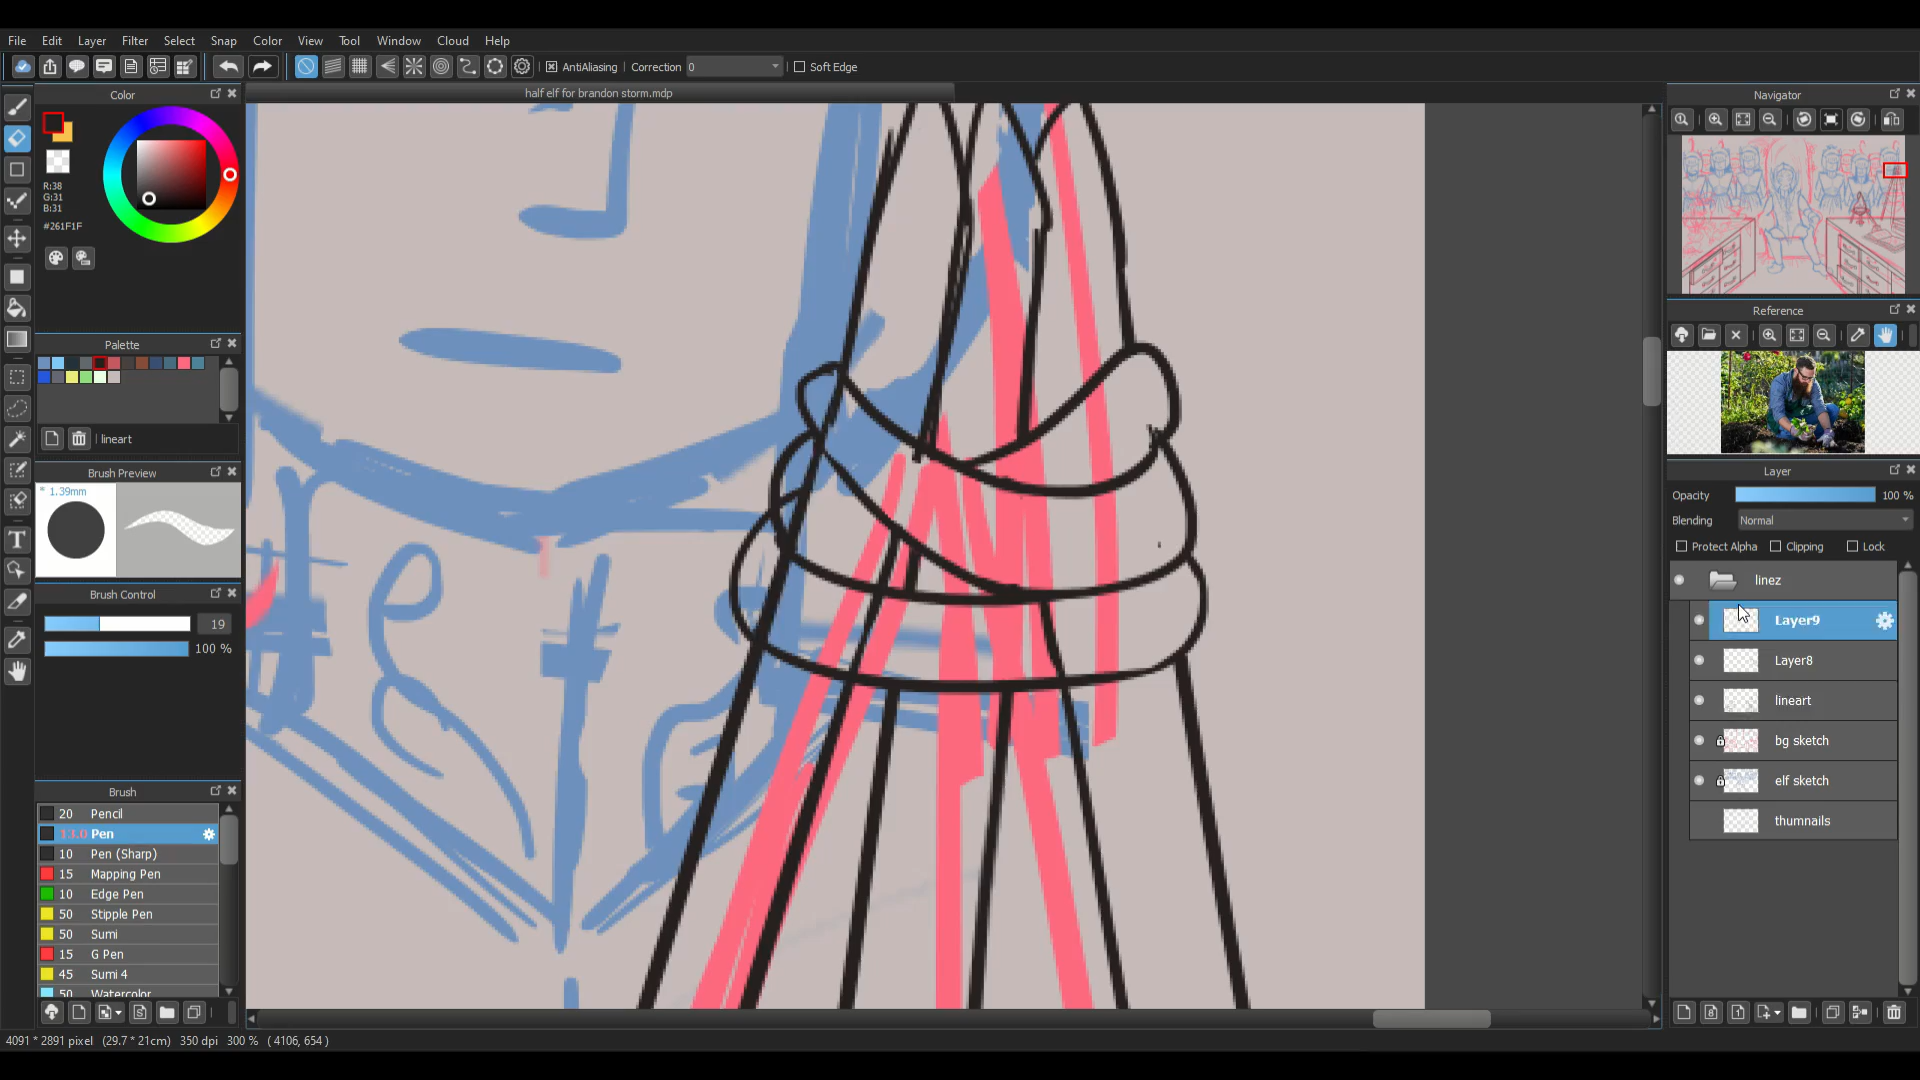 File Edit Layer Filter Select Snap Color View Tool Window Cloud Help
AntiAliasing Correction 0 Soft Edge
Color
half elf for brandon storm.mdp
Navigator
R:38
G:31
B:31
#261F1F
Reference
Palette
lineart
Brush Preview
1.39mm
Layer
Opacity 100 %
Blending Normal
Protect Alpha Clipping Lock
linez
Layer9
Layer8
lineart
bg sketch
elf sketch
thumnails
Brush Control
19
100 %
Brush
20 Pencil
13.0 Pen
10 Pen (Sharp)
15 Mapping Pen
10 Edge Pen
50 Stipple Pen
50 Sumi
15 G Pen
45 Sumi 4
50 Watercolor
4091 * 2891 pixel (29.7 * 21cm) 350 dpi 300 % ( 4106, 654 )